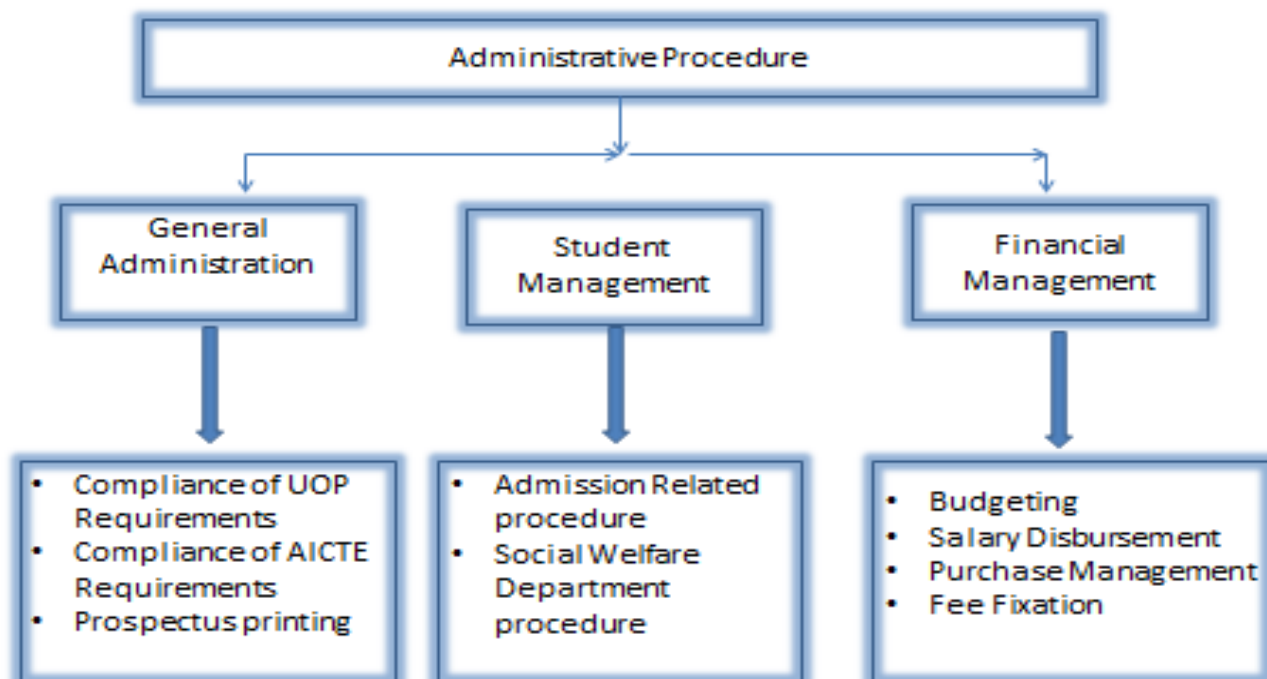 Administrative Procedure
General
Administration
Student
Management
Financial
Management
• Compliance of UOP
Requirements
• Compliance of AICTE
Requirements
• Prospectus printing
• Admission Related
procedure
• Social Welfare
Department
procedure
• Budgeting
• Salary Disbursement
• Purchase Management
• Fee Fixation